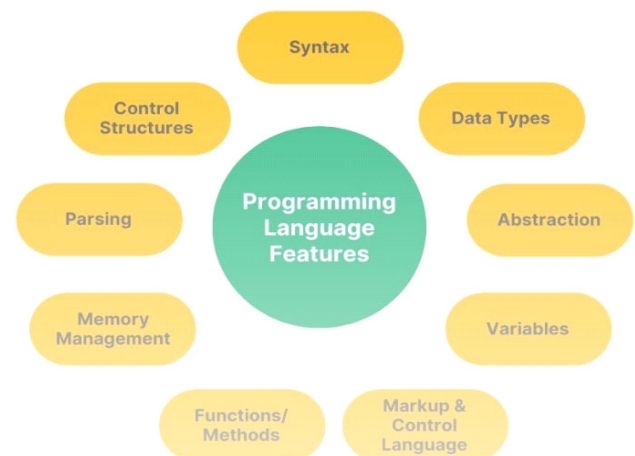 Syntax
Control
Structures
Data Types
Programming
Language
Features
Parsing
Abstraction
Memory
Management
Variables
Functions/
Methods
Markup &
Control
Language